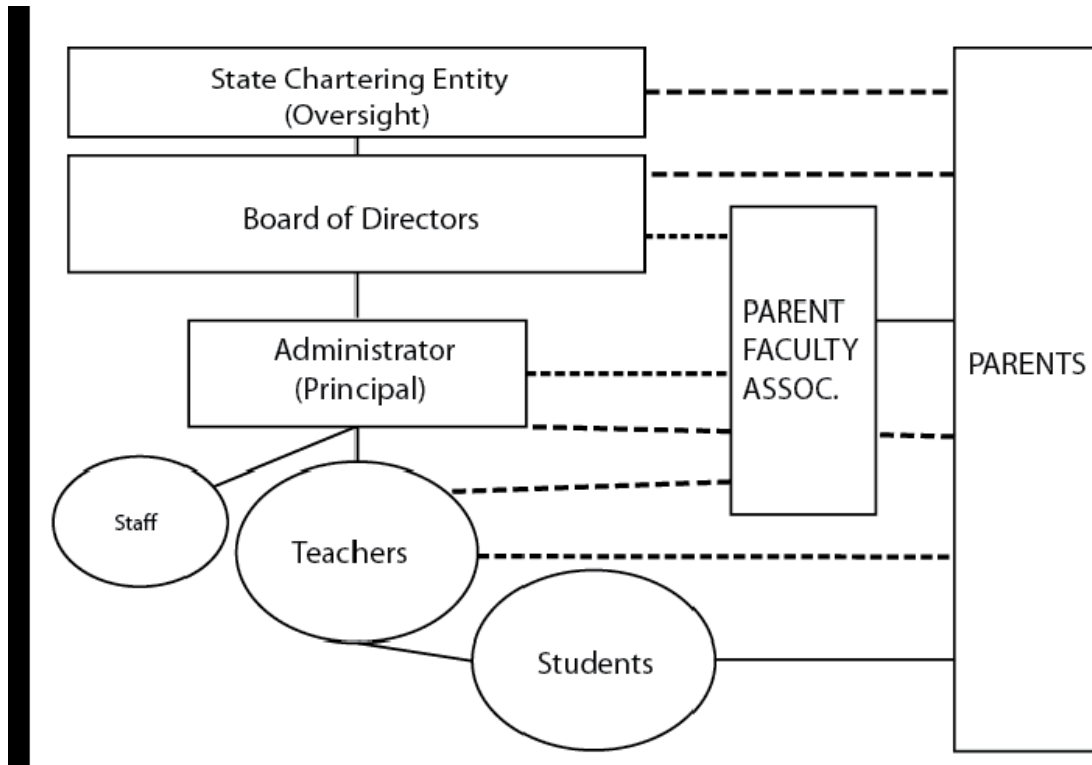 State Chartering Entity
(Oversight)
Board of Directors
Administrator
(Principal)
PARENT
FACULTY
ASSOC.
PARENTS
Staff
Teachers
Students